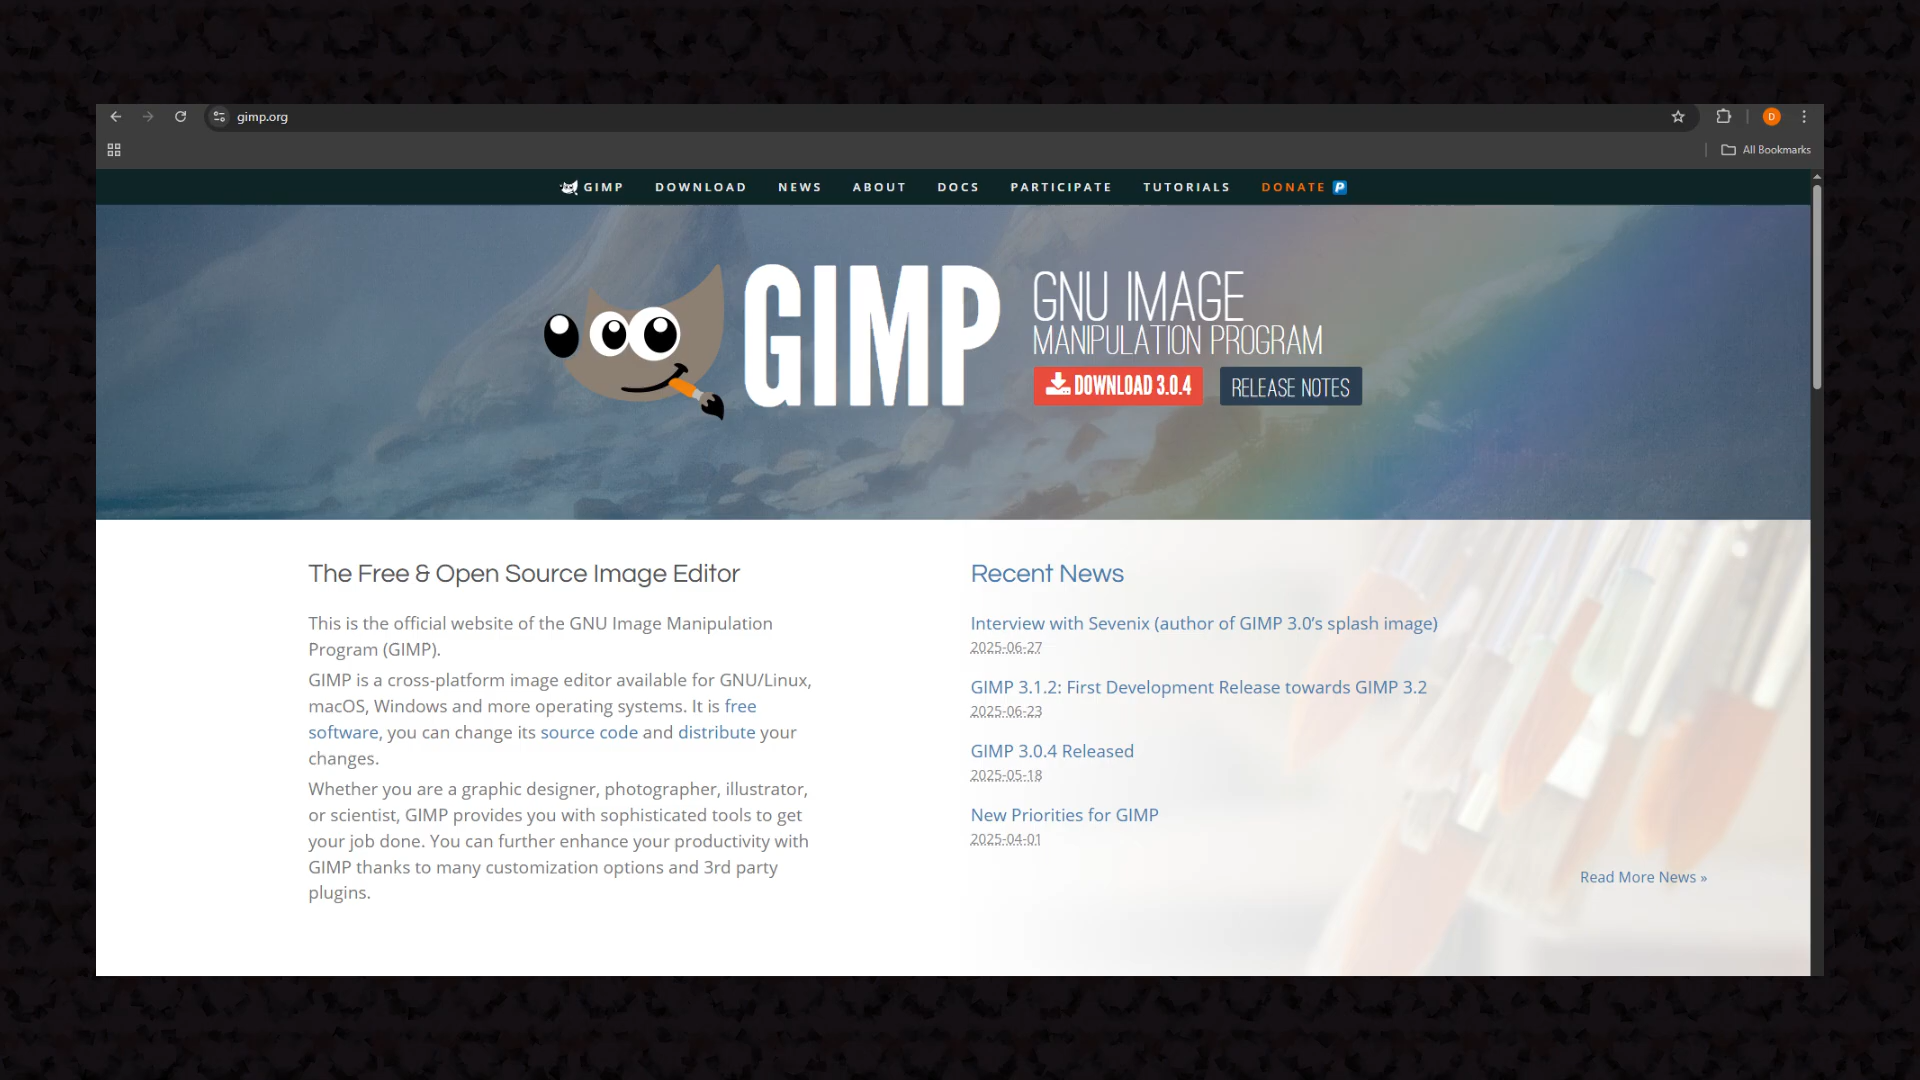 gimp.org
D
All Bookmarks
GIMP DOWNLOAD NEWS ABOUT DOCS PARTICIPATE TUTORIALS DONATE
GIMP
GNU IMAGE
MANIPULATION PROGRAM
DOWNLOAD 3.0.4 RELEASE NOTES
The Free & Open Source Image Editor
This is the official website of the GNU Image Manipulation
Program (GIMP).
GIMP is a cross-platform image editor available for GNU/Linux,
macOS, Windows and more operating systems. It is free
software, you can change its source code and distribute your
changes.
Whether you are a graphic designer, photographer, illustrator,
or scientist, GIMP provides you with sophisticated tools to get
your job done. You can further enhance your productivity with
GIMP thanks to many customization options and 3rd party
plugins.
Recent News
Interview with Sevenix (author of GIMP 3.0’s splash image)
2025-06-27
GIMP 3.1.2: First Development Release towards GIMP 3.2
2025-06-23
GIMP 3.0.4 Released
2025-05-18
New Priorities for GIMP
2025-04-01
Read More News »